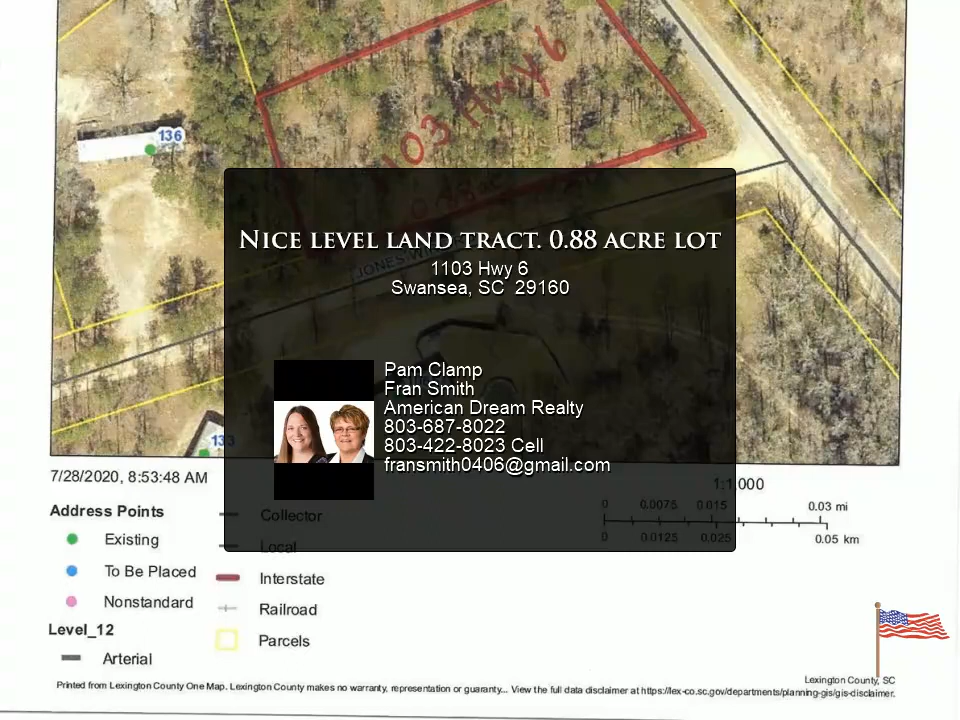 1103 Hwy 6
136
NICE LEVEL LAND TRACT. 0.88 ACRE LOT
JONES WI
1103 Hwy 6
Swansea, SC 29160
Pam Clamp
Fran Smith
American Dream Realty
803-687-8022
803-422-8023 Cell
fransmith0406@gmail.com
133
7/28/2020, 8:53:48 AM
1:1,000
0 0.0075 0.015 0.03 mi
0 0.0125 0.025 0.05 km
Address Points
Existing
To Be Placed
Nonstandard
Level_12
Arterial
Collector
Local
Interstate
Railroad
Parcels
Lexington County, SC
Printed from Lexington County One Map. Lexington County makes no warranty, representation or guaranty... View the full data disclaimer at https://lex-co.sc.gov/departments/planning-gis/gis-disclaimer.